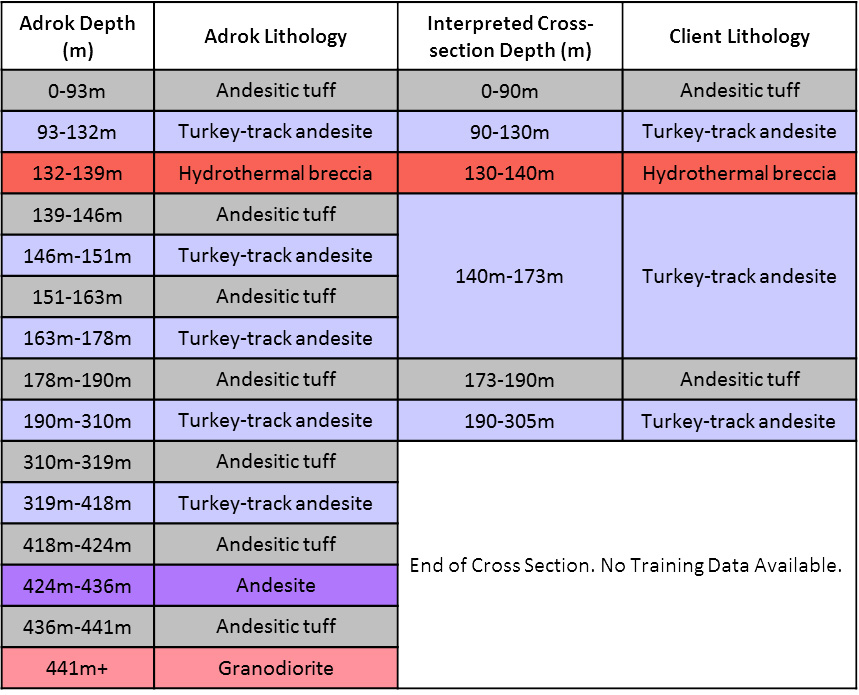 Adrok Depth (m) Adrok Lithology Interpreted Cross-section Depth (m) Client Lithology
0-93m Andesitic tuff 0-90m Andesitic tuff
93-132m Turkey-track andesite 90-130m Turkey-track andesite
132-139m Hydrothermal breccia 130-140m Hydrothermal breccia
139-146m Andesitic tuff
146m-151m Turkey-track andesite
140m-173m Turkey-track andesite
151-163m Andesitic tuff
163m-178m Turkey-track andesite
178m-190m Andesitic tuff 173-190m Andesitic tuff
190m-310m Turkey-track andesite 190-305m Turkey-track andesite
310m-319m Andesitic tuff
319m-418m Turkey-track andesite
418m-424m Andesitic tuff
End of Cross Section. No Training Data Available.
424m-436m Andesite
436m-441m Andesitic tuff
441m+ Granodiorite